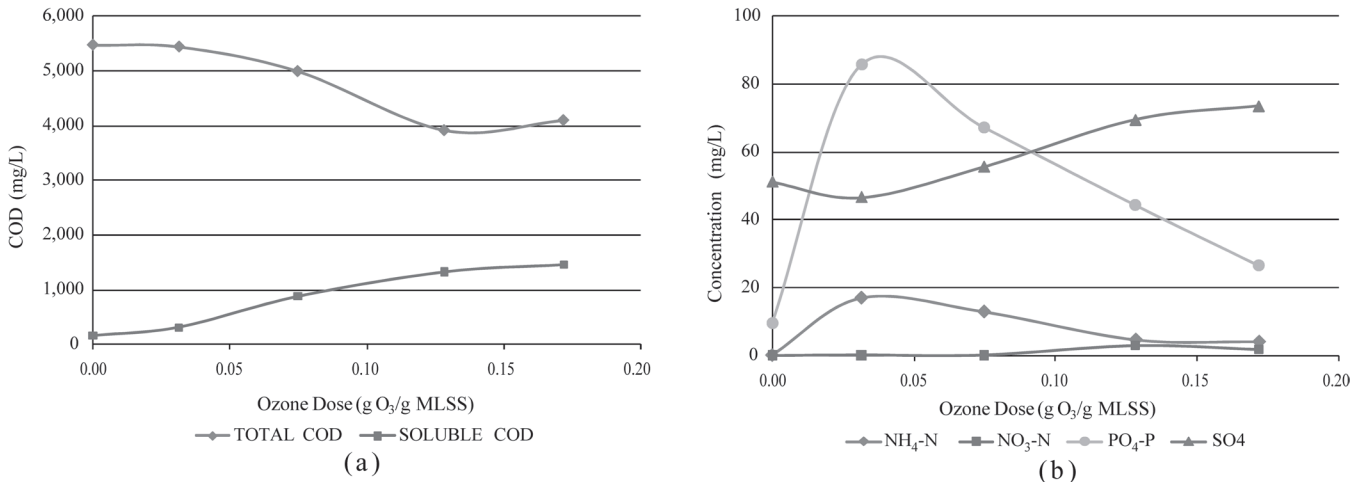 6,000
5,000
4,000
3,000
2,000
1,000
0
COD (mg/L)
0.00 0.05 0.10 0.15 0.20
Ozone Dose (g O₃/g MLSS)
TOTAL COD SOLUBLE COD
(a)
100
80
60
40
20
0
Concentration (mg/L)
0.00 0.05 0.10 0.15 0.20
Ozone Dose (g O₃/g MLSS)
NH₄-N NO₃-N PO₄-P SO4
(b)